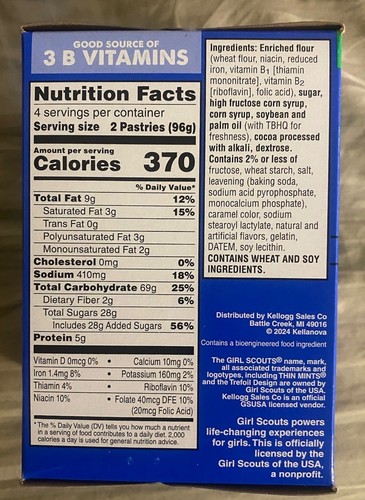 GOOD SOURCE OF
3 B VITAMINS
Nutrition Facts
4 servings per container
Serving size 2 Pastries (96g)
Amount per serving
Calories 370
% Daily Value*
Total Fat 9g 12%
Saturated Fat 3g 15%
Trans Fat 0g
Polyunsaturated Fat 3g
Monounsaturated Fat 2g
Cholesterol 0mg 0%
Sodium 410mg 18%
Total Carbohydrate 69g 25%
Dietary Fiber 2g 6%
Total Sugars 28g
Includes 28g Added Sugars 56%
Protein 5g
Vitamin D 0mcg 0% • Calcium 10mg 0%
Iron 1.4mg 8% • Potassium 160mg 2%
Thiamin 4% • Riboflavin 10%
Niacin 10% • Folate 40mcg DFE 10%
(20mcg Folic Acid)
*The % Daily Value (DV) tells you how much a nutrient
in a serving of food contributes to a daily diet. 2,000
calories a day is used for general nutrition advice.
Ingredients: Enriched flour
(wheat flour, niacin, reduced
iron, vitamin B1 [thiamin
mononitrate], vitamin B2
[riboflavin], folic acid), sugar,
high fructose corn syrup,
corn syrup, soybean and
palm oil (with TBHQ for
freshness), cocoa processed
with alkali, dextrose.
Contains 2% or less of
fructose, wheat starch, salt,
leavening (baking soda,
sodium acid pyrophosphate,
monocalcium phosphate),
caramel color, sodium
stearoyl lactylate, natural and
artificial flavors, gelatin,
DATEM, soy lecithin.
CONTAINS WHEAT AND SOY
INGREDIENTS.
Distributed by Kellogg Sales Co
Battle Creek, MI 49016
© 2024 Kellanova
Contains a bioengineered food ingredient
The GIRL SCOUTS® name, mark,
all associated trademarks and
logotypes, including THIN MINTS®
and the Trefoil Design are owned by
Girl Scouts of the USA.
Kellogg Sales Co is an official
GSUSA licensed vendor.
Girl Scouts powers
life-changing experiences
for girls. This is officially
licensed by the
Girl Scouts of the USA,
a nonprofit.